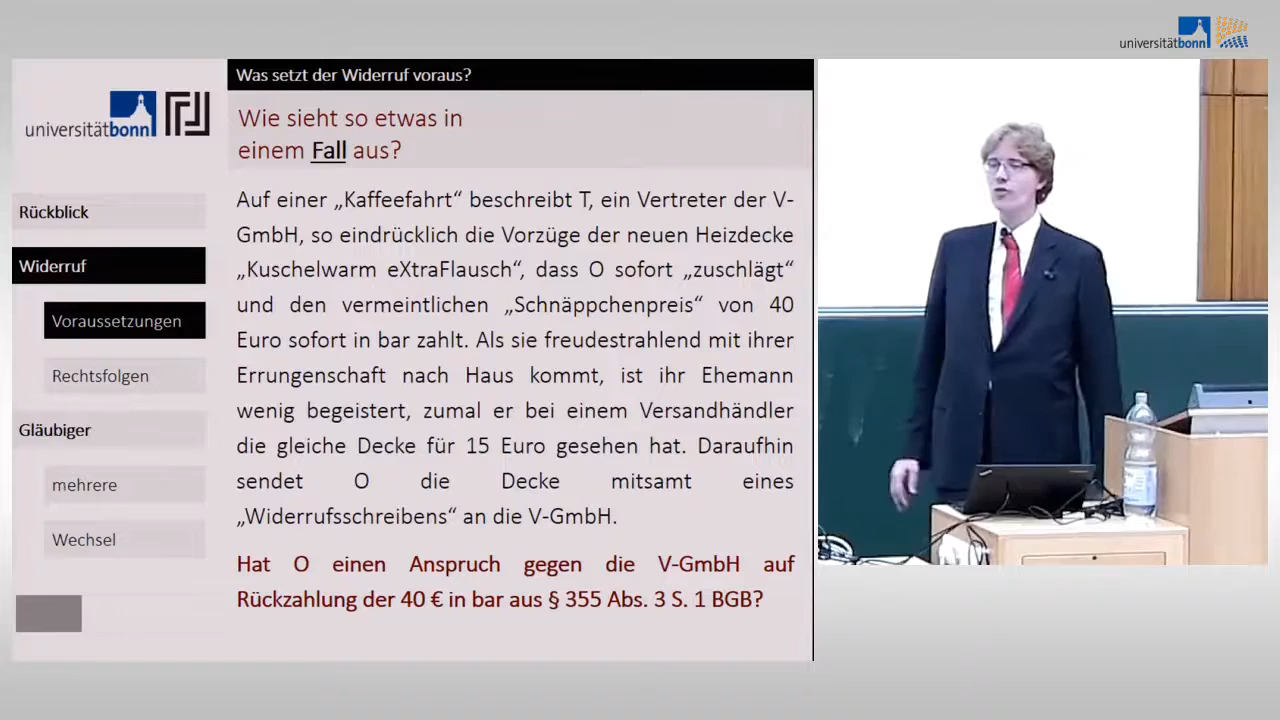 universitätbonn
Was setzt der Widerruf voraus?
universitätbonn
Wie sieht so etwas in
einem Fall aus?
Rückblick
Widerruf
Voraussetzungen
Rechtsfolgen
Gläubiger
mehrere
Wechsel
Auf einer „Kaffeefahrt“ beschreibt T, ein Vertreter der V-
GmbH, so eindrücklich die Vorzüge der neuen Heizdecke
„Kuschelwarm eXtraFlausch“, dass O sofort „zuschlägt“
und den vermeintlichen „Schnäppchenpreis“ von 40
Euro sofort in bar zahlt. Als sie freudestrahlend mit ihrer
Errungenschaft nach Haus kommt, ist ihr Ehemann
wenig begeistert, zumal er bei einem Versandhändler
die gleiche Decke für 15 Euro gesehen hat. Daraufhin
sendet O die Decke mitsamt eines
„Widerrufsschreibens“ an die V-GmbH.
Hat O einen Anspruch gegen die V-GmbH auf
Rückzahlung der 40 € in bar aus § 355 Abs. 3 S. 1 BGB?